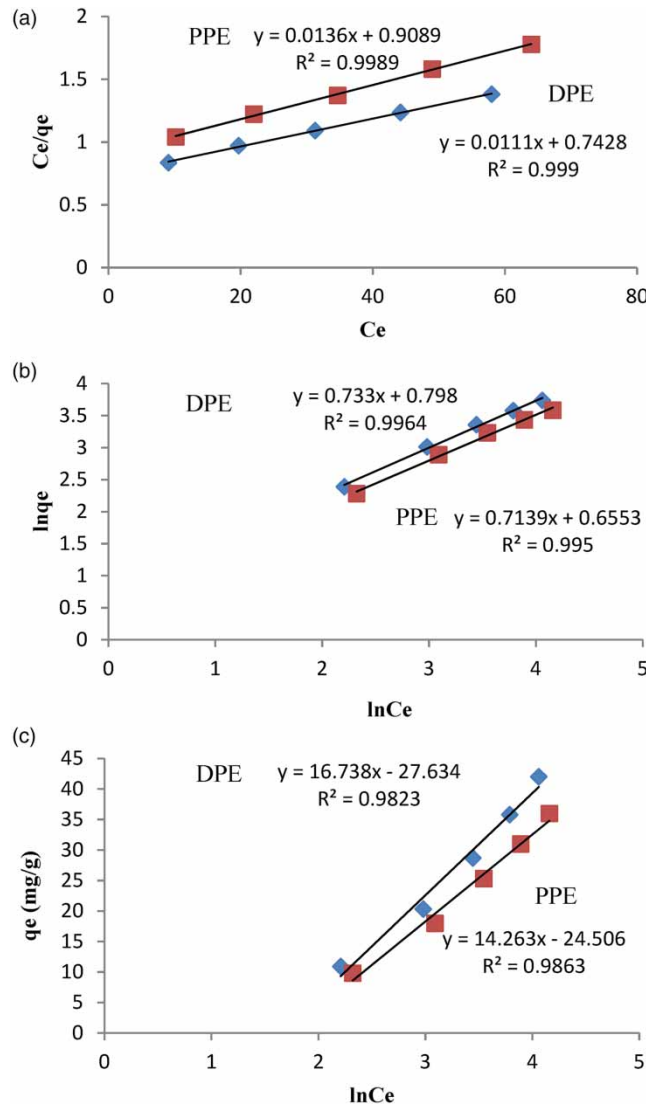 (a)
2
PPE y = 0.0136x + 0.9089
R² = 0.9989
1.5
DPE
Ce/qe
1
y = 0.0111x + 0.7428
R² = 0.999
0.5
0
0 20 40 60 80
Ce
(b)
4
DPE y = 0.733x + 0.798
3.5
R² = 0.9964
3
2.5
lnqe
2
PPE y = 0.7139x + 0.6553
1.5
R² = 0.995
1
0.5
0
0 1 2 3 4 5
lnCe
(c)
45
DPE y = 16.738x - 27.634
40
R² = 0.9823
35
30
qe (mg/g)
25
20
PPE
15
y = 14.263x - 24.506
10
R² = 0.9863
5
0
0 1 2 3 4 5
lnCe